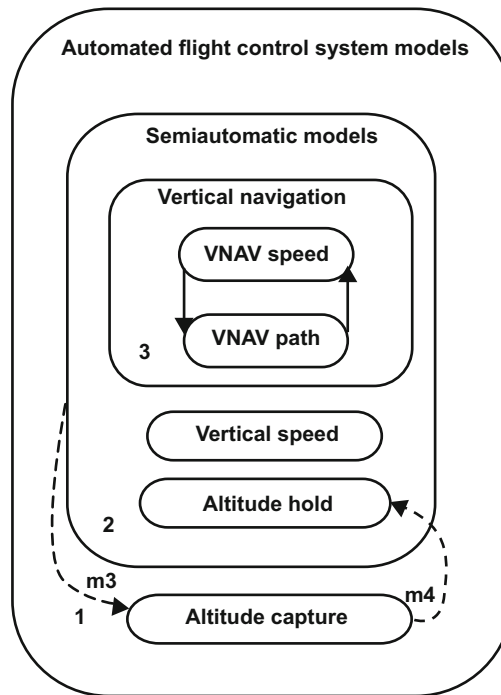 Automated flight control system models
Semiautomatic models
Vertical navigation
VNAV speed
VNAV path
3
Vertical speed
Altitude hold
2
m3
m4
1
Altitude capture